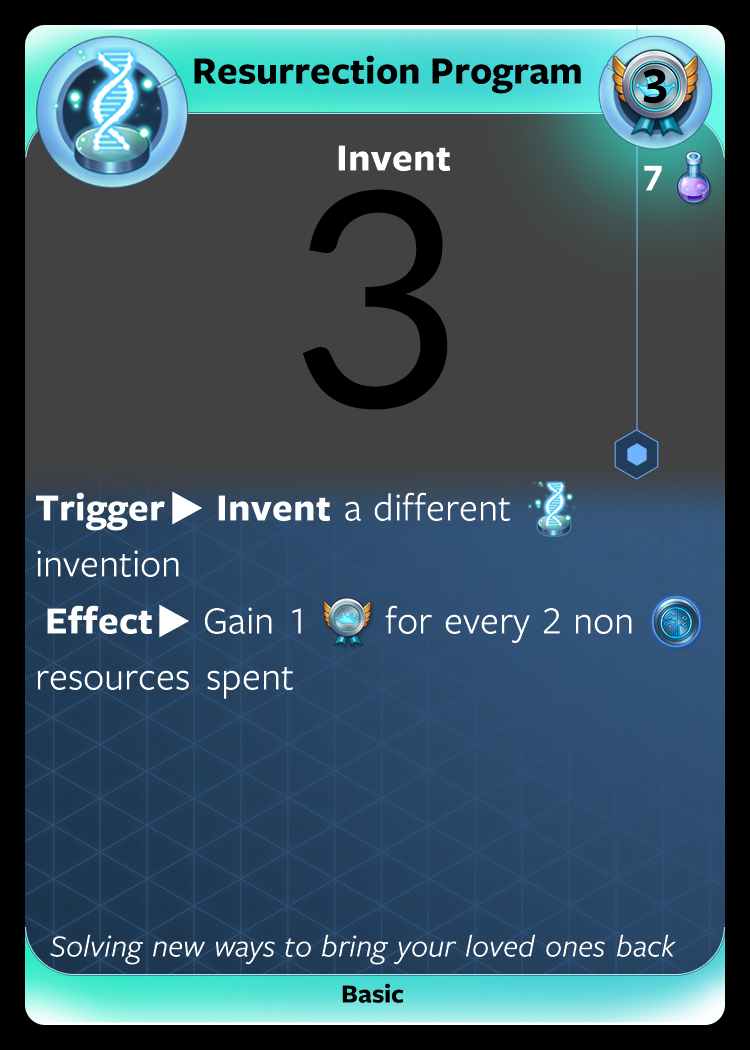 Resurrection Program
3
Invent
7
3
Trigger▶ Invent a different
invention
Effect▶ Gain 1 for every 2 non
resources spent
Solving new ways to bring your loved ones back
Basic